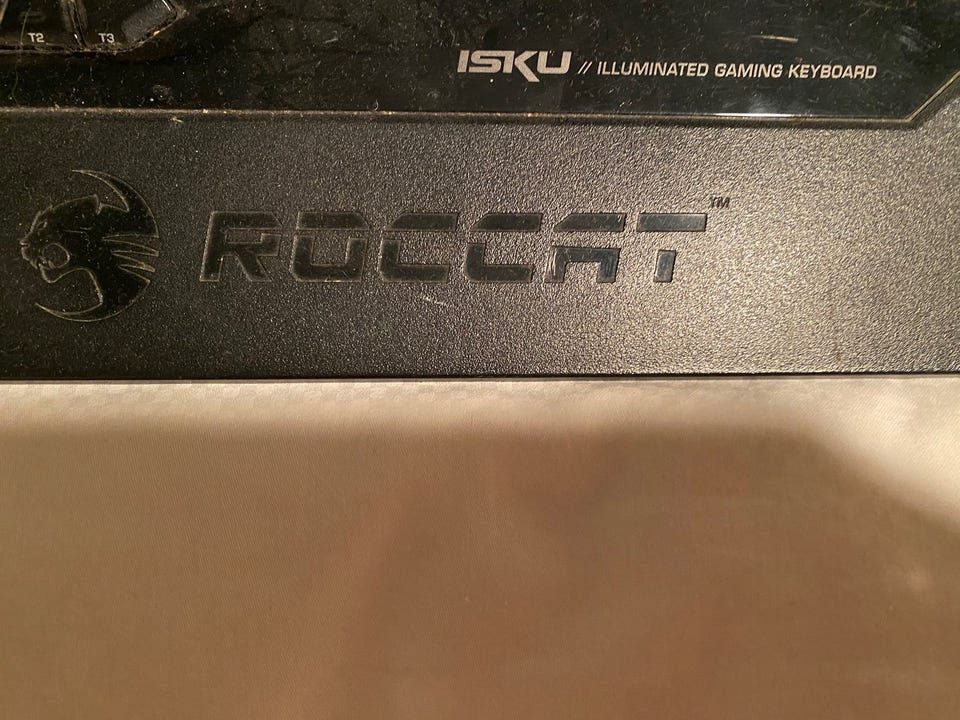 T2 T3
ISKU // ILLUMINATED GAMING KEYBOARD
ROCCAT™